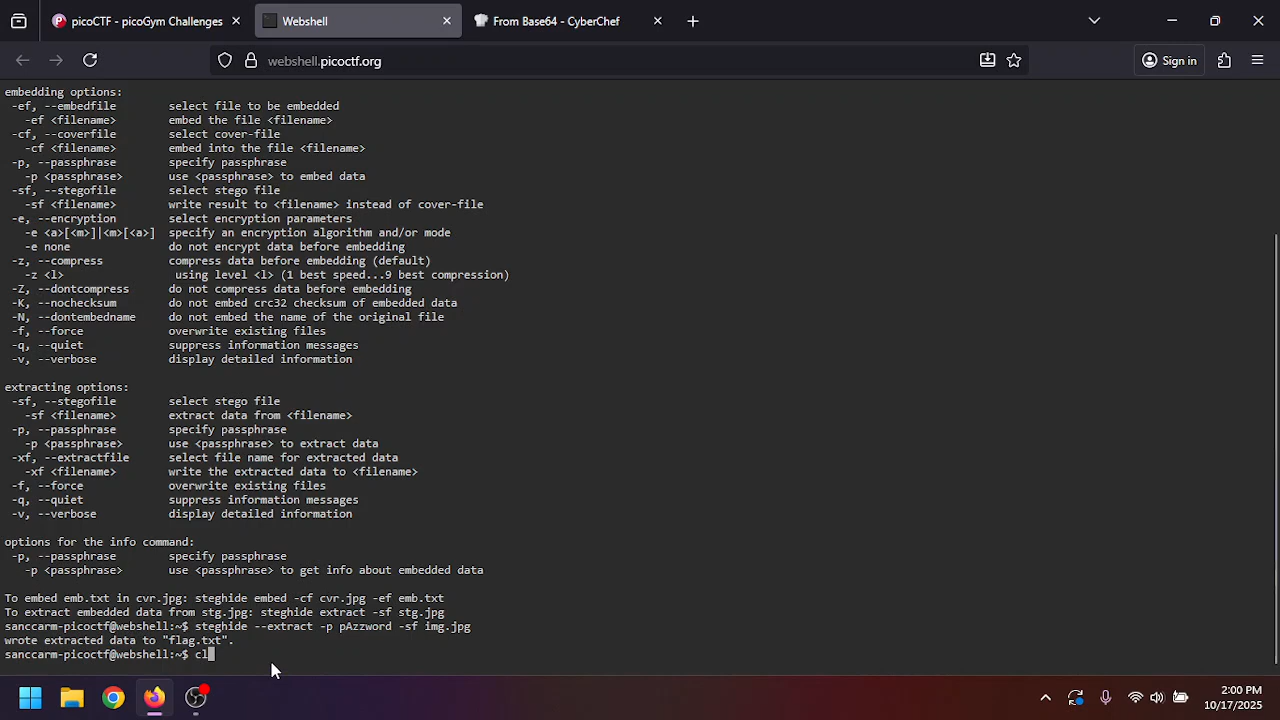 picoCTF - picoGym Challenges
Webshell
From Base64 - CyberChef
webshell.picoctf.org
Sign in
embedding options:
-ef, --embedfile select file to be embedded
-ef <filename> embed the file <filename>
-cf, --coverfile select cover-file
-cf <filename> embed into the file <filename>
-p, --passphrase specify passphrase
-p <passphrase> use <passphrase> to embed data
-sf, --stegofile select stego file
-sf <filename> write result to <filename> instead of cover-file
-e, --encryption select encryption parameters
-e <a>[<m>]|<m>[<a>] specify an encryption algorithm and/or mode
-e none do not encrypt data before embedding
-z, --compress compress data before embedding (default)
-z <l> using level <l> (1 best speed...9 best compression)
-Z, --dontcompress do not compress data before embedding
-K, --nochecksum do not embed crc32 checksum of embedded data
-N, --dontembedname do not embed the name of the original file
-f, --force overwrite existing files
-q, --quiet suppress information messages
-v, --verbose display detailed information
extracting options:
-sf, --stegofile select stego file
-sf <filename> extract data from <filename>
-p, --passphrase specify passphrase
-p <passphrase> use <passphrase> to extract data
-xf, --extractfile select file name for extracted data
-xf <filename> write the extracted data to <filename>
-f, --force overwrite existing files
-q, --quiet suppress information messages
-v, --verbose display detailed information
options for the info command:
-p, --passphrase specify passphrase
-p <passphrase> use <passphrase> to get info about embedded data
To embed emb.txt in cvr.jpg: steghide embed -cf cvr.jpg -ef emb.txt
To extract embedded data from stg.jpg: steghide extract -sf stg.jpg
sanccarm-picoctf@webshell:~$ steghide --extract -p pAzzword -sf img.jpg
wrote extracted data to "flag.txt".
sanccarm-picoctf@webshell:~$ cl
2:00 PM
10/17/2025